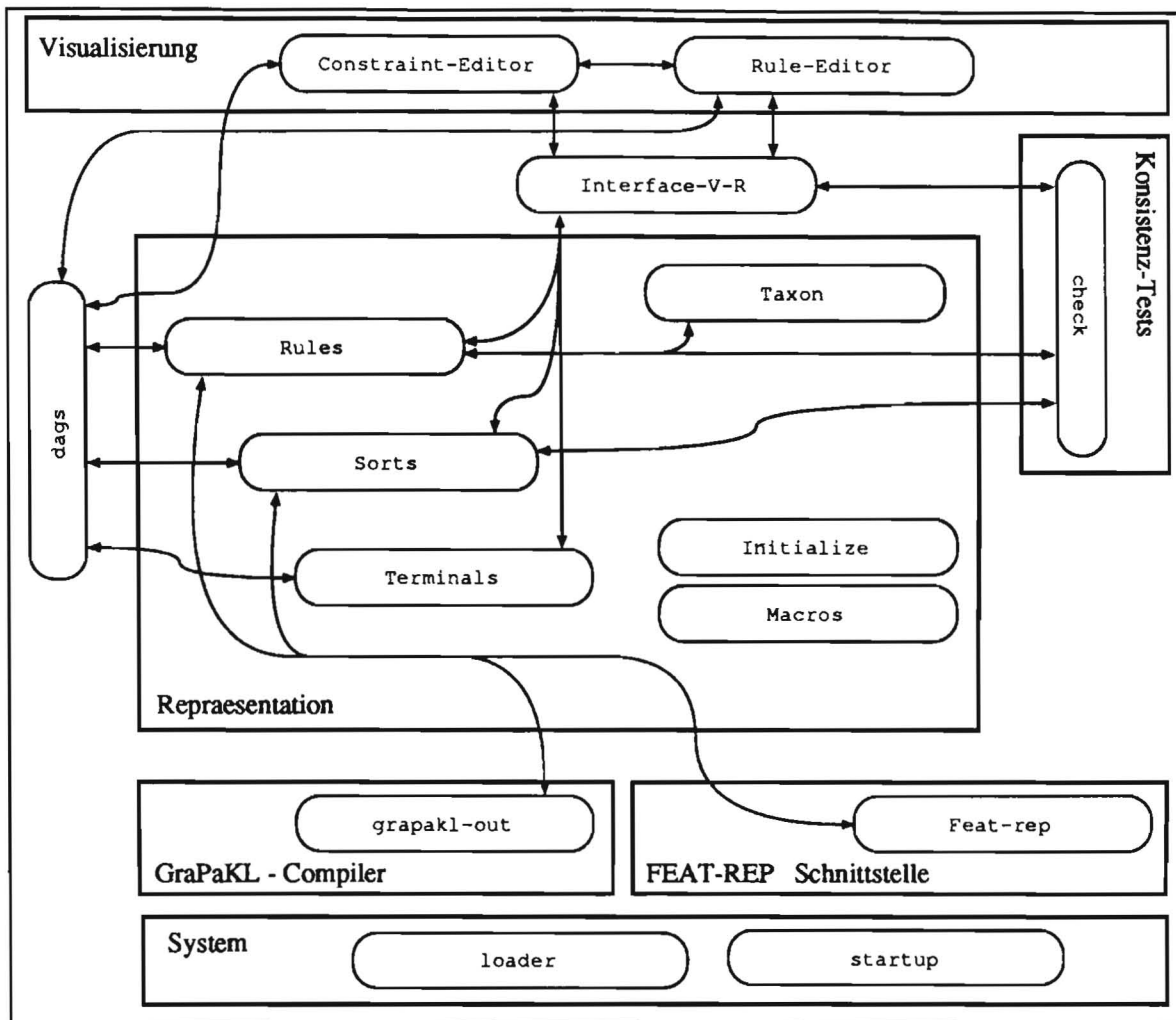 Visualisierung
Constraint-Editor
Rule-Editor
Interface-V-R
Konsistenz-Tests
check
Taxon
Rules
dags
Sorts
Initialize
Terminals
Macros
Repraesentation
grapakl-out
Feat-rep
GraPaKL - Compiler
FEAT-REP Schnittstelle
System
loader
startup